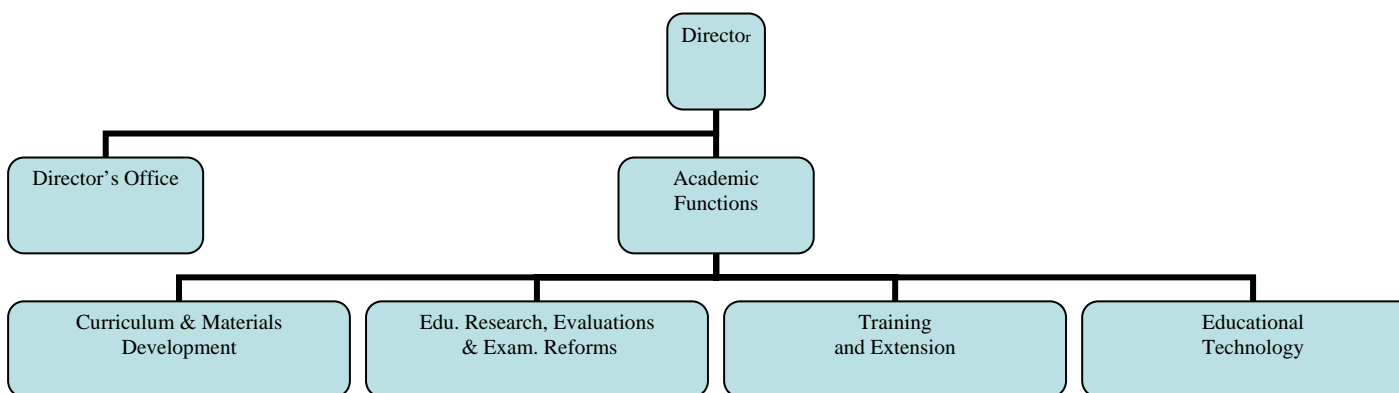 Director
Director’s Office
Academic
Functions
Curriculum & Materials
Development
Edu. Research, Evaluations
& Exam. Reforms
Training
and Extension
Educational
Technology